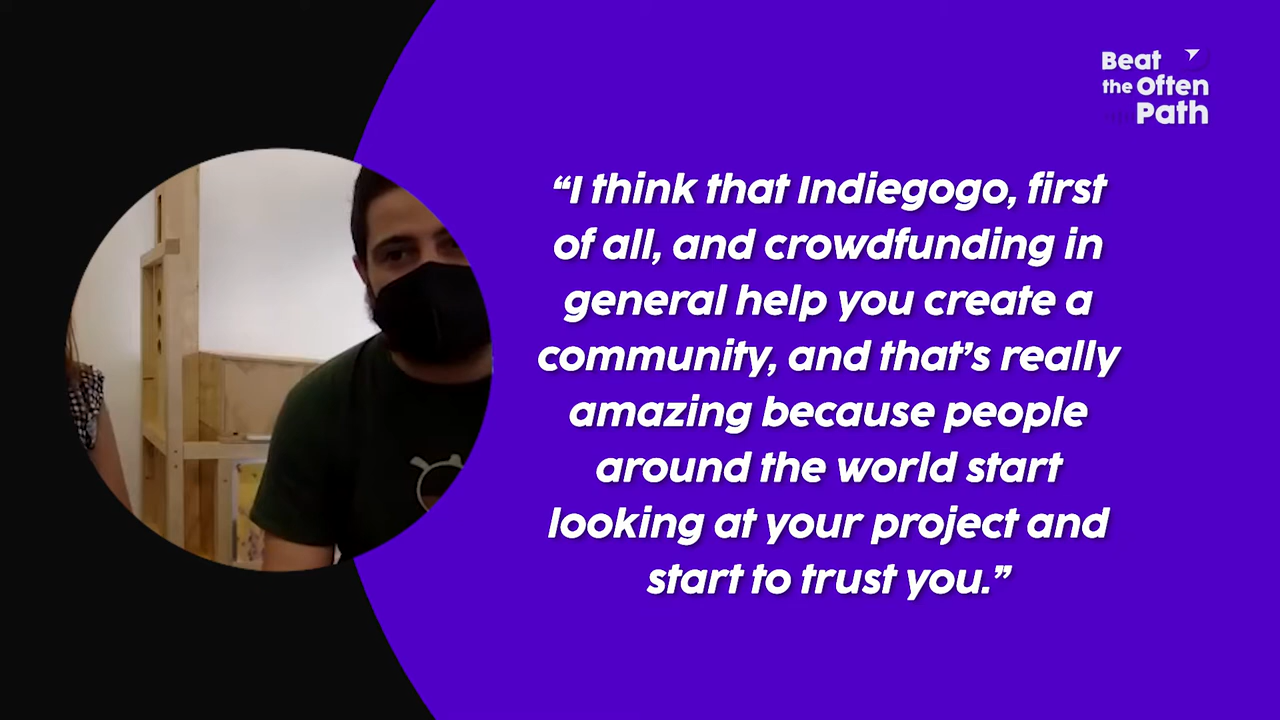 Beat
the Often
Path
“I think that Indiegogo, first
of all, and crowdfunding in
general help you create a
community, and that’s really
amazing because people
around the world start
looking at your project and
start to trust you.”